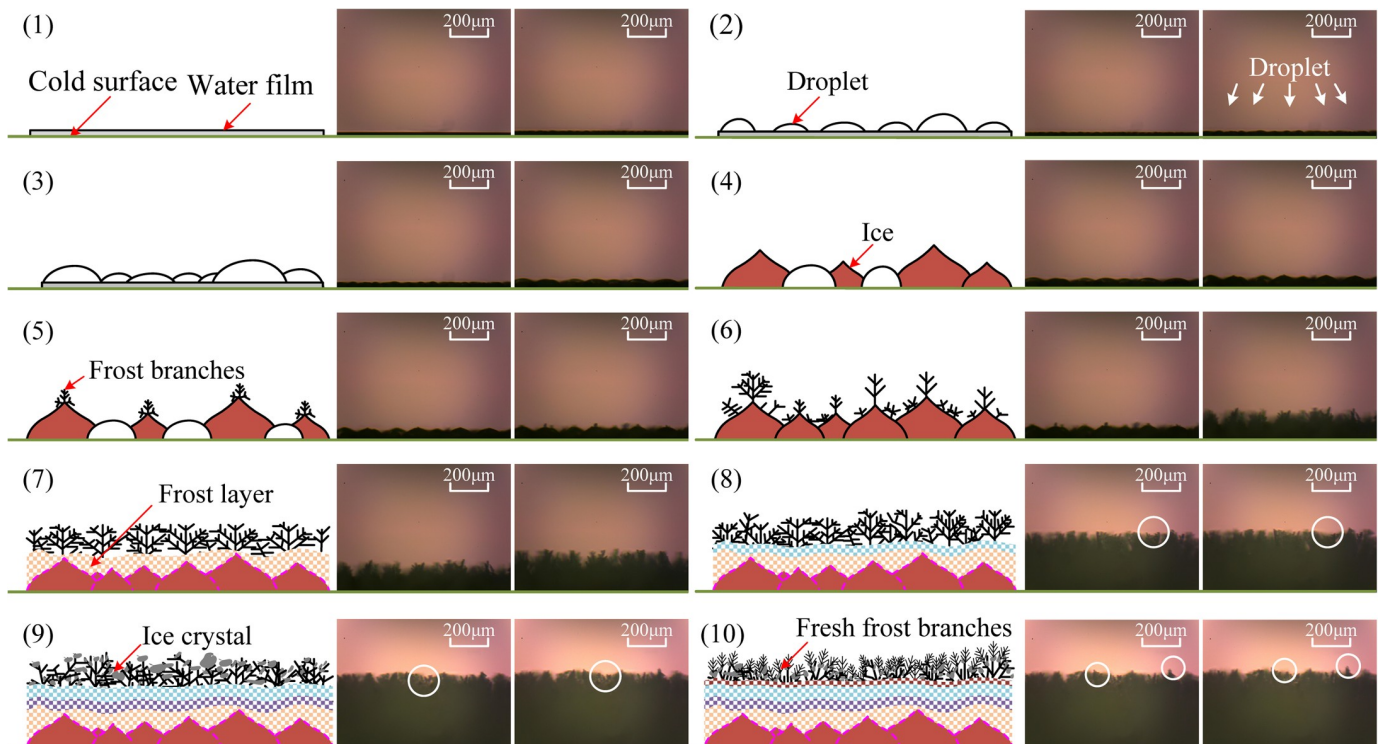 (1)
200μm
200μm
Cold surface
Water film
(2)
200μm
200μm
Droplet
Droplet
(3)
200μm
200μm
(4)
200μm
200μm
Ice
(5)
200μm
200μm
Frost branches
(6)
200μm
200μm
(7)
200μm
200μm
Frost layer
(8)
200μm
200μm
(9)
200μm
200μm
Ice crystal
(10)
200μm
200μm
Fresh frost branches